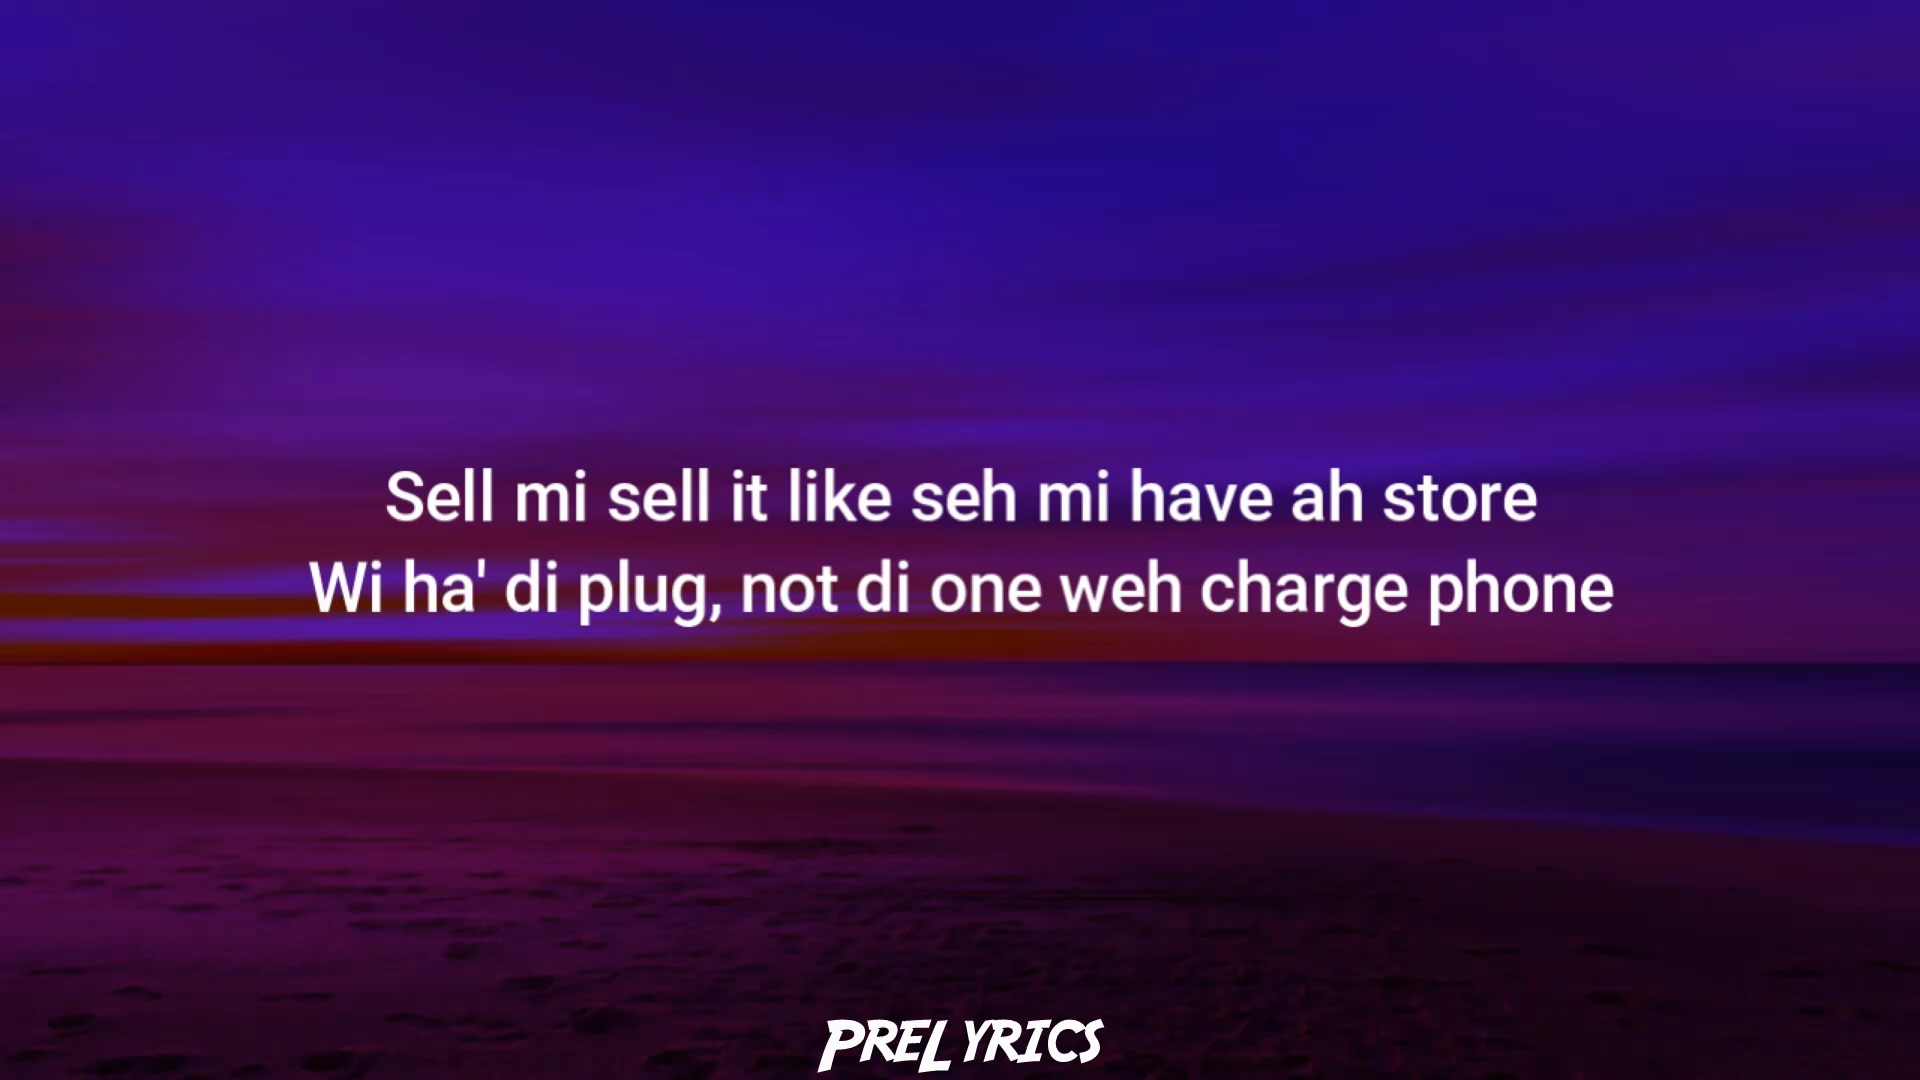 Sell mi sell it like seh mi have ah store
Wi ha' di plug, not di one weh charge phone
PRELYRICS